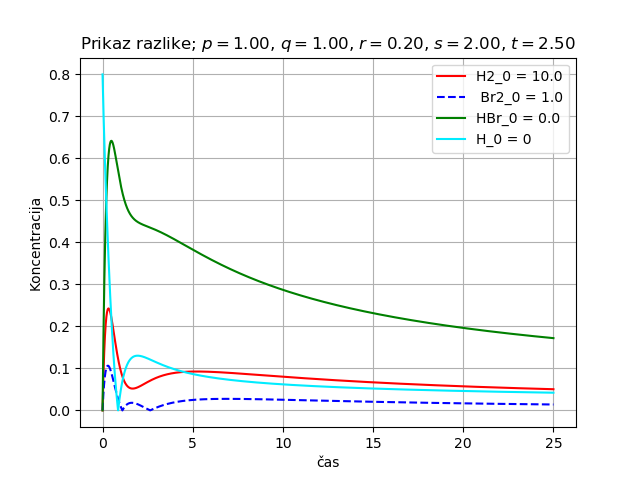 Prikaz razlike; p = 1.00, q = 1.00, r = 0.20, s = 2.00, t = 2.50
H2_0 = 10.0
Br2_0 = 1.0
HBr_0 = 0.0
H_0 = 0
Koncentracija
0.8
0.7
0.6
0.5
0.4
0.3
0.2
0.1
0.0
0 5 10 15 20 25
čas